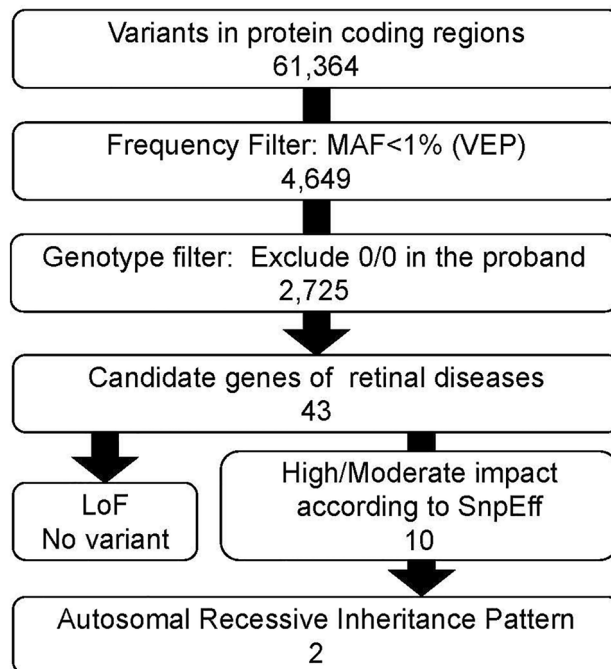 Variants in protein coding regions
61,364
Frequency Filter: MAF<1% (VEP)
4,649
Genotype filter:  Exclude 0/0 in the proband
2,725
Candidate genes of  retinal diseases
43
LoF
No variant
High/Moderate impact
according to SnpEff
10
Autosomal Recessive Inheritance Pattern
2